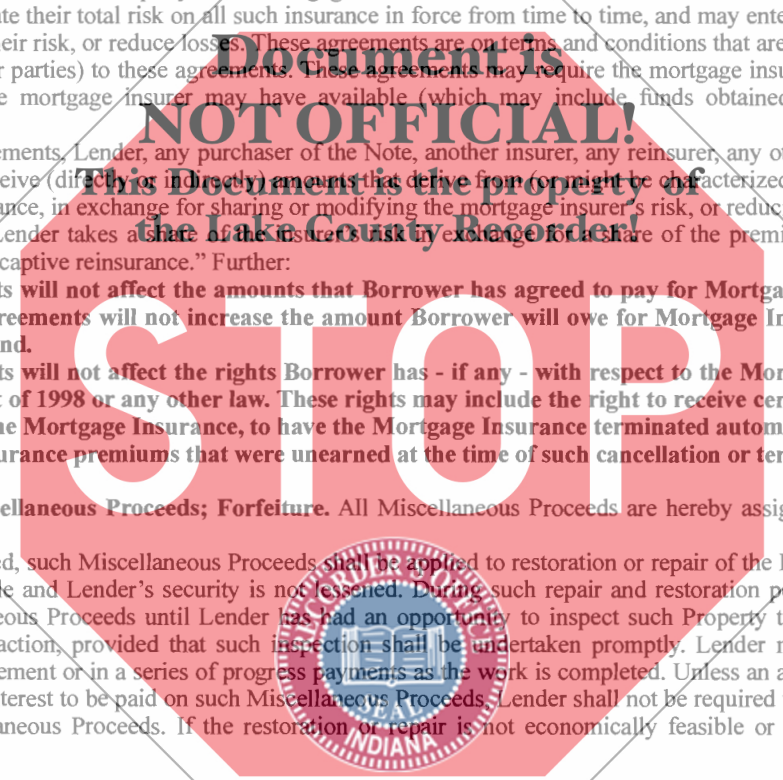 te their total risk on all such insurance in force from time to time, and may ente
eir risk, or reduce losses. These agreements are on terms and conditions that are
r parties) to these agreements. These agreements may require the mortgage insu
e mortgage insurer may have available (which may include funds obtained
Document is
NOT OFFICIAL!
This Document is the property of
the Lake County Recorder!
ements, Lender, any purchaser of the Note, another insurer, any reinsurer, any o
eive (directly or indirectly) amounts that derive from (or might be characterized
ance, in exchange for sharing or modifying the mortgage insurer's risk, or reduc
Lender takes a share of the insurer's risk in exchange for a share of the premi
captive reinsurance." Further:
ts will not affect the amounts that Borrower has agreed to pay for Mortga
reements will not increase the amount Borrower will owe for Mortgage In
nd.
ts will not affect the rights Borrower has - if any - with respect to the Mor
t of 1998 or any other law. These rights may include the right to receive cer
he Mortgage Insurance, to have the Mortgage Insurance terminated autom
urance premiums that were unearned at the time of such cancellation or ter
STOP
ellaneous Proceeds; Forfeiture. All Miscellaneous Proceeds are hereby assig
ed, such Miscellaneous Proceeds shall be applied to restoration or repair of the
le and Lender's security is not lessened. During such repair and restoration p
eous Proceeds until Lender has had an opportunity to inspect such Property t
action, provided that such inspection shall be undertaken promptly. Lender
ement or in a series of progress payments as the work is completed. Unless an a
nterest to be paid on such Miscellaneous Proceeds, Lender shall not be required
aneous Proceeds. If the restoration or repair is not economically feasible or
RECORDER'S OFFICE
SEAL
INDIANA